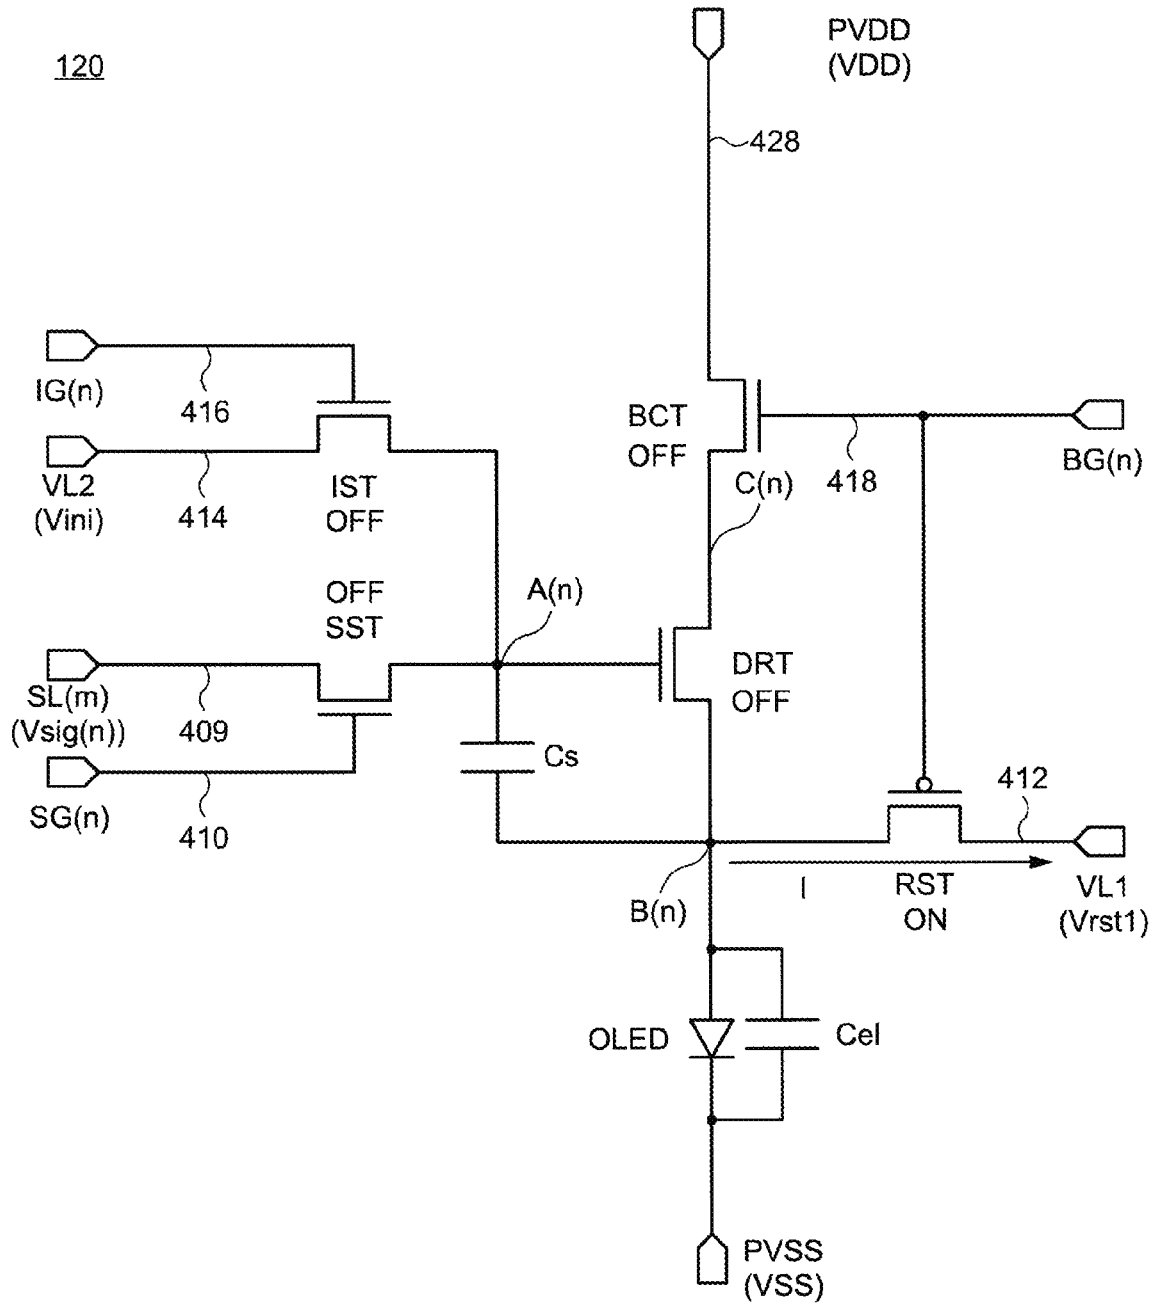 120
PVDD
(VDD)
428
IG(n)
416
VL2
(Vini)
414
IST
OFF
BCT
OFF
C(n)
418
BG(n)
OFF
SST
A(n)
SL(m)
(Vsig(n))
409
DRT
OFF
SG(n)
410
Cs
412
B(n)
I
RST
ON
VL1
(Vrst1)
OLED
Cel
PVSS
(VSS)